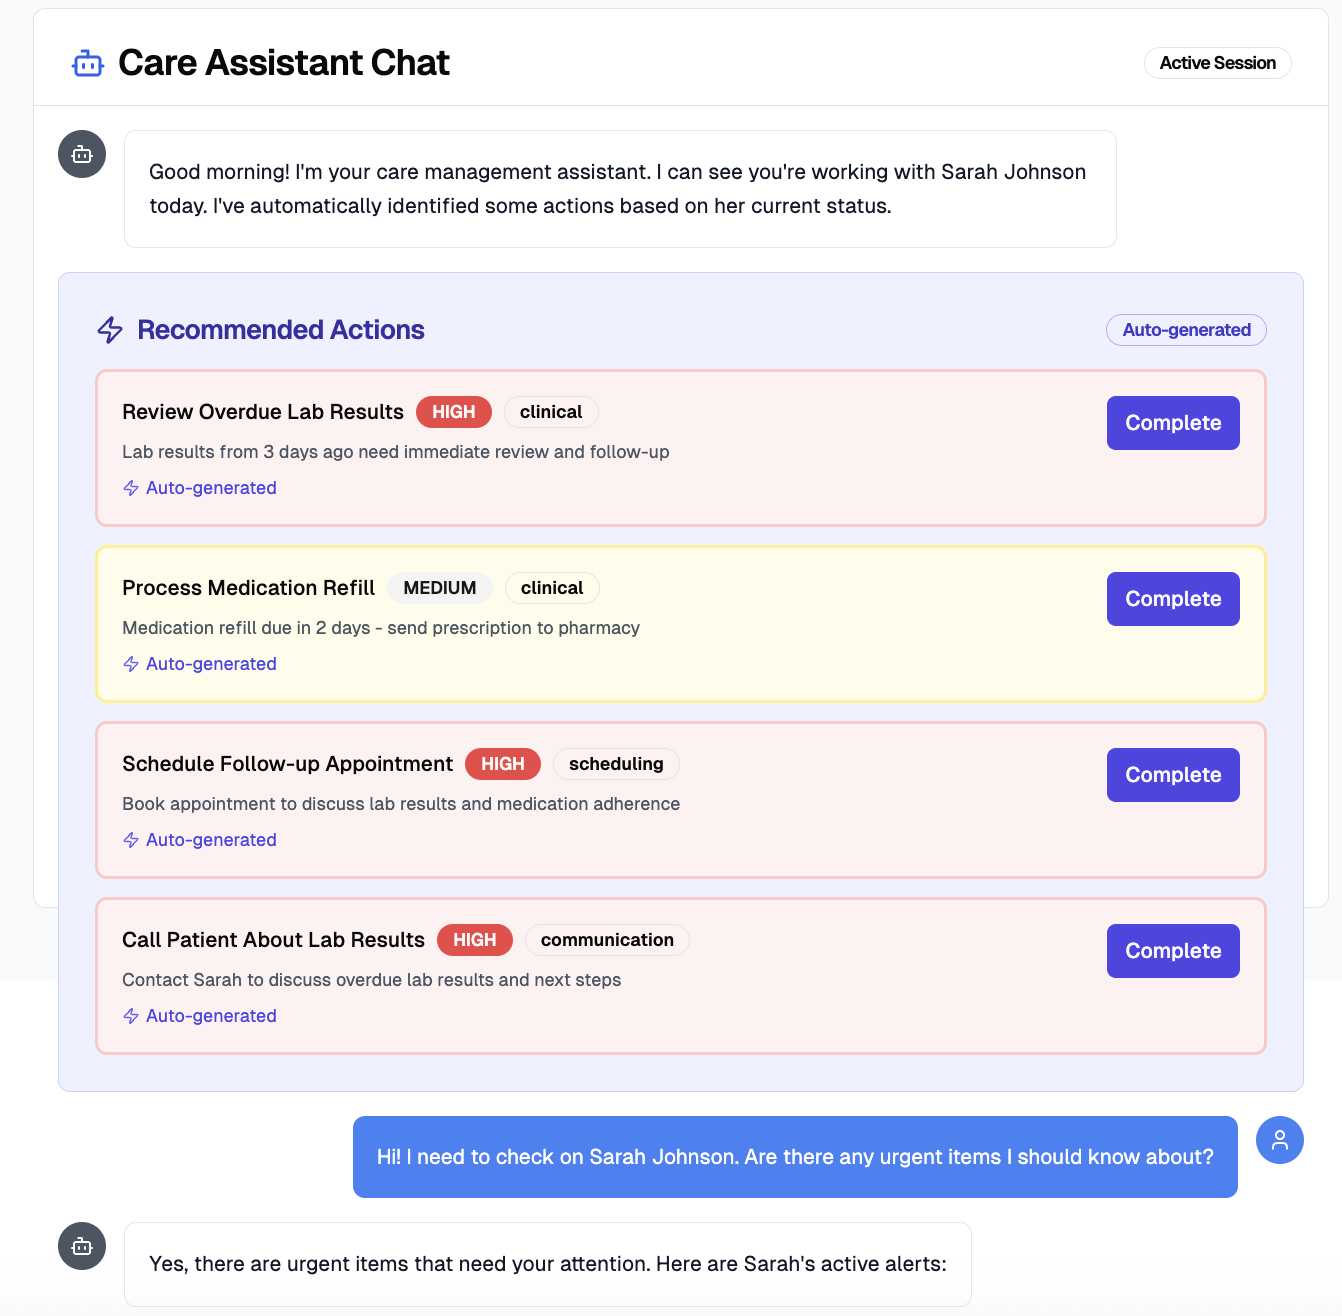 Care Assistant Chat
Active Session
Good morning! I'm your care management assistant. I can see you're working with Sarah Johnson
today. I've automatically identified some actions based on her current status.
Recommended Actions
Auto-generated
Review Overdue Lab Results HIGH clinical
Complete
Lab results from 3 days ago need immediate review and follow-up
Auto-generated
Process Medication Refill MEDIUM clinical
Complete
Medication refill due in 2 days - send prescription to pharmacy
Auto-generated
Schedule Follow-up Appointment HIGH scheduling
Complete
Book appointment to discuss lab results and medication adherence
Auto-generated
Call Patient About Lab Results HIGH communication
Complete
Contact Sarah to discuss overdue lab results and next steps
Auto-generated
Hi! I need to check on Sarah Johnson. Are there any urgent items I should know about?
Yes, there are urgent items that need your attention. Here are Sarah's active alerts: